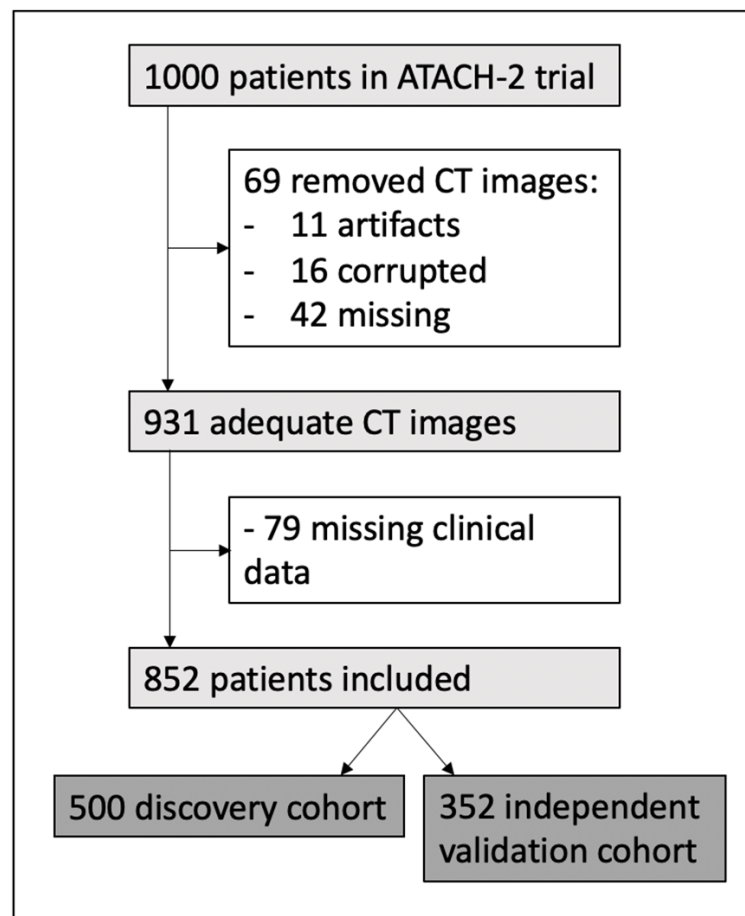 1000 patients in ATACH-2 trial
69 removed CT images:
- 11 artifacts
- 16 corrupted
- 42 missing
931 adequate CT images
- 79 missing clinical
data
852 patients included
500 discovery cohort
352 independent
validation cohort